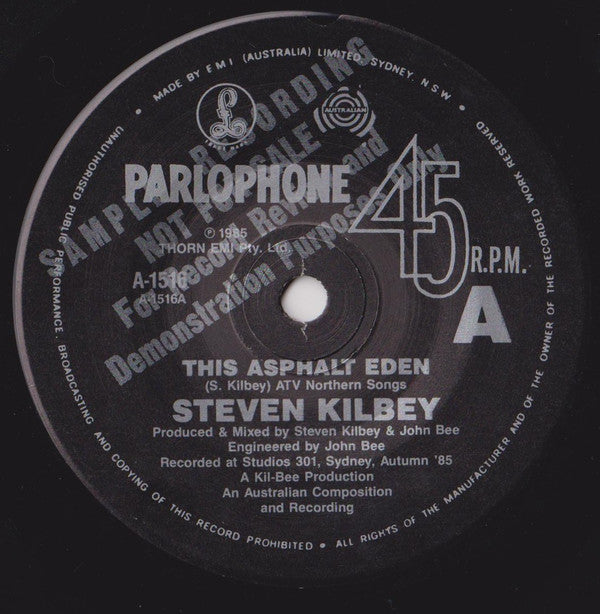 MADE BY E M I (AUSTRALIA) LIMITED. SYDNEY. N.S.W.
UNAUTHORISED PUBLIC PERFORMANCE. BROADCASTING AND COPYING OF THIS RECORD PROHIBITED • ALL RIGHTS OF THE MANUFACTURER AND OF THE OWNER OF THE RECORDED WORK RESERVED
SAMPLE RECORDING
NOT FOR SALE
For Record Review and
Demonstration Purposes Only
£
AUSTRALIAN
PARLOPHONE
45
R.P.M.
℗ 1985
THORN EMI Pty. Ltd.
A-1516
A-1516A
A
THIS ASPHALT EDEN
(S. Kilbey) ATV Northern Songs
STEVEN KILBEY
Produced & Mixed by Steven Kilbey & John Bee
Engineered by John Bee
Recorded at Studios 301, Sydney, Autumn '85
A Kil-Bee Production
An Australian Composition
and Recording